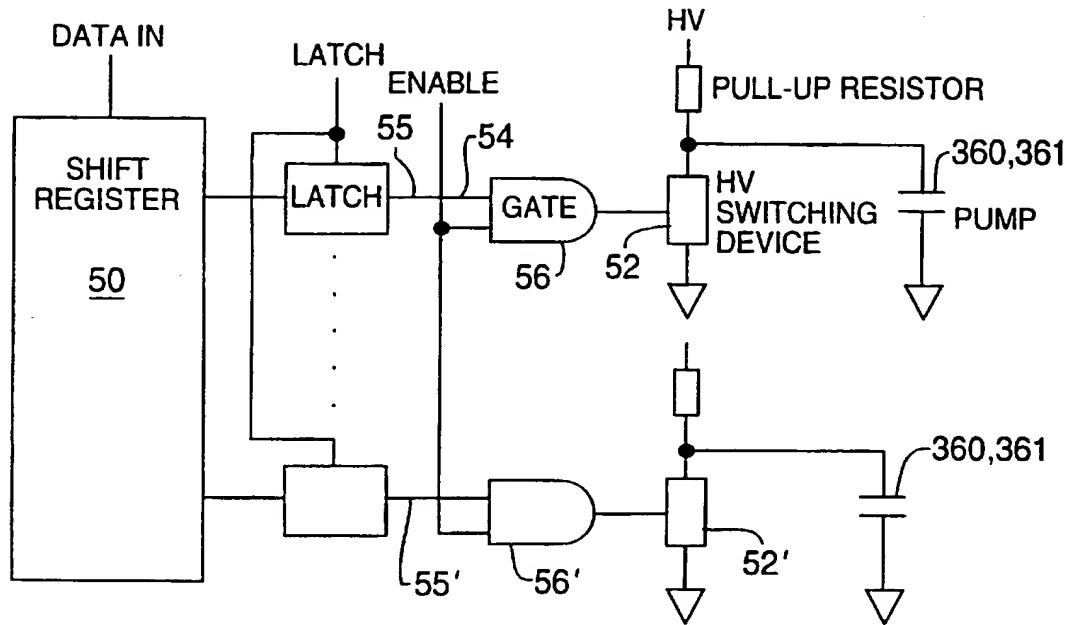 DATA IN
LATCH
ENABLE
HV
PULL-UP RESISTOR
55
54
360,361
SHIFT
REGISTER
50
LATCH
GATE
HV
SWITCHING
DEVICE
PUMP
56
52
360,361
55'
56'
52'